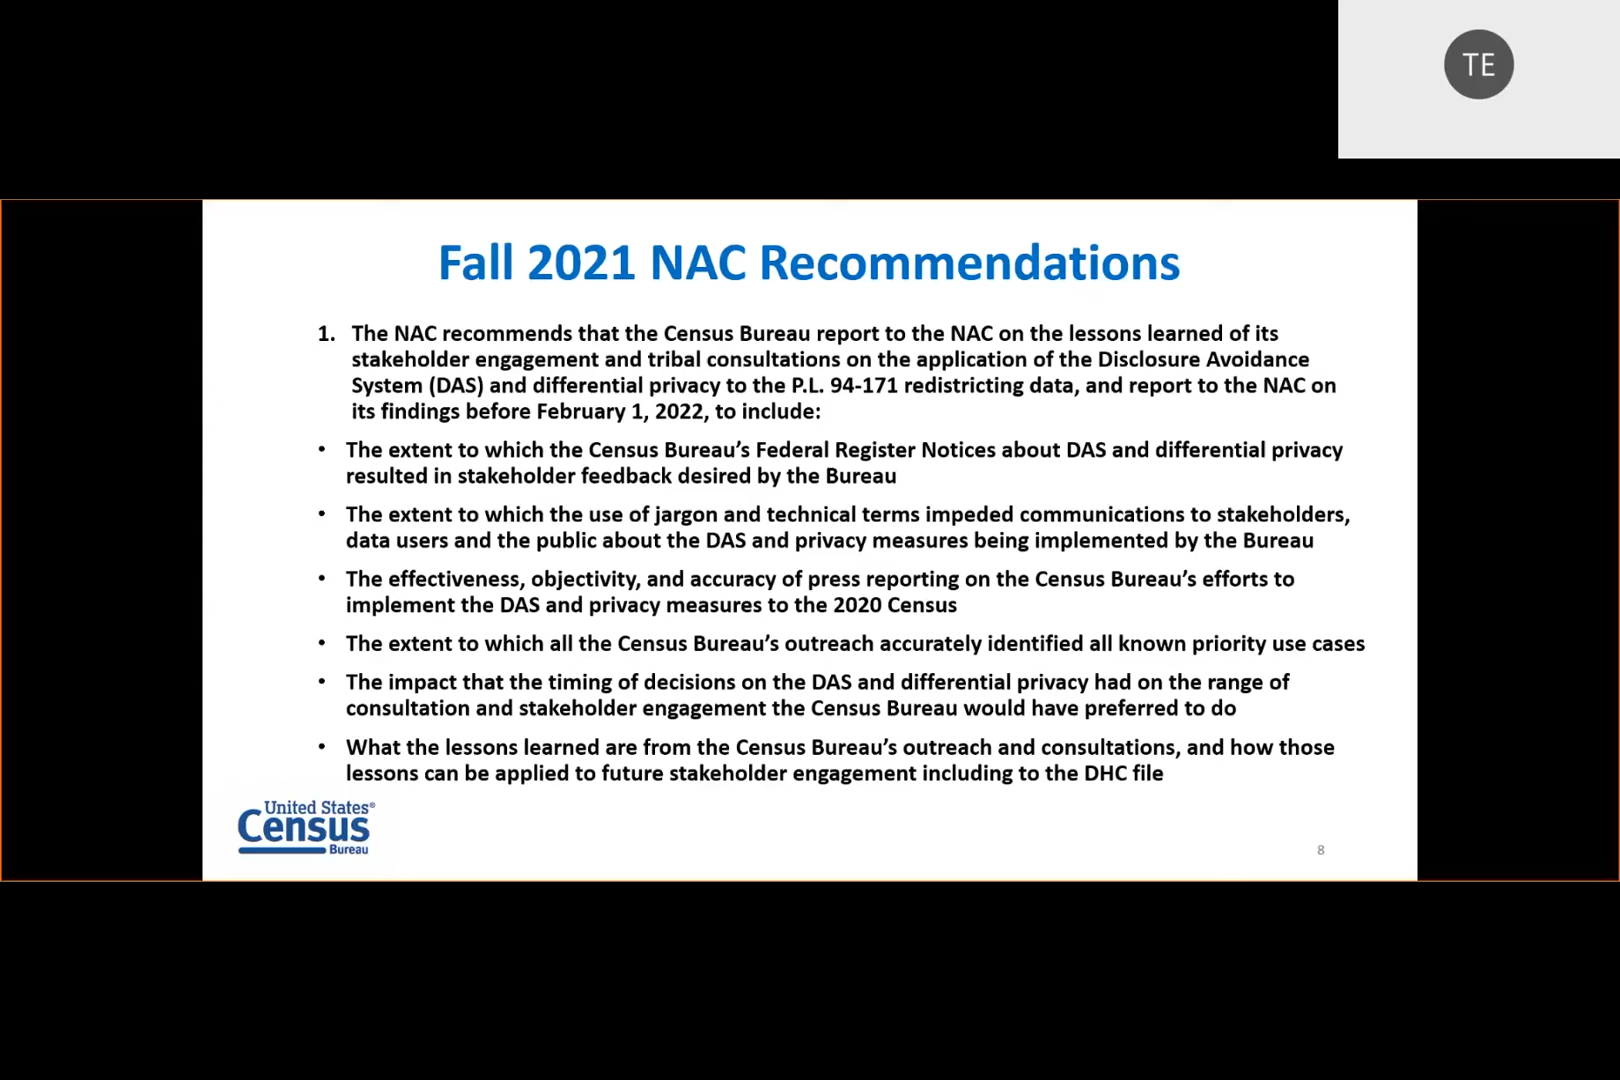 TE
Fall 2021 NAC Recommendations
1. The NAC recommends that the Census Bureau report to the NAC on the lessons learned of its
stakeholder engagement and tribal consultations on the application of the Disclosure Avoidance
System (DAS) and differential privacy to the P.L. 94-171 redistricting data, and report to the NAC on
its findings before February 1, 2022, to include:
• The extent to which the Census Bureau’s Federal Register Notices about DAS and differential privacy
resulted in stakeholder feedback desired by the Bureau
• The extent to which the use of jargon and technical terms impeded communications to stakeholders,
data users and the public about the DAS and privacy measures being implemented by the Bureau
• The effectiveness, objectivity, and accuracy of press reporting on the Census Bureau’s efforts to
implement the DAS and privacy measures to the 2020 Census
• The extent to which all the Census Bureau’s outreach accurately identified all known priority use cases
• The impact that the timing of decisions on the DAS and differential privacy had on the range of
consultation and stakeholder engagement the Census Bureau would have preferred to do
• What the lessons learned are from the Census Bureau’s outreach and consultations, and how those
lessons can be applied to future stakeholder engagement including to the DHC file
United States®
Census
Bureau
8